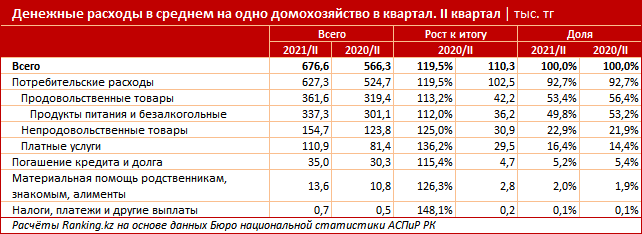 Денежные расходы в среднем на одно домохозяйство в квартал. II квартал | тыс. тг
Всего Рост к итогу Доля
2021/II 2020/II 2020/II 2021/II 2020/II
Всего 676,6 566,3 119,5% 110,3 100,0% 100,0%
Потребительские расходы 627,3 524,7 119,5% 102,5 92,7% 92,7%
Продовольственные товары 361,6 319,4 113,2% 42,2 53,4% 56,4%
Продукты питания и безалкогольные 337,3 301,1 112,0% 36,2 49,8% 53,2%
Непродовольственные товары 154,7 123,8 125,0% 30,9 22,9% 21,9%
Платные услуги 110,9 81,4 136,2% 29,5 16,4% 14,4%
Погашение кредита и долга 35,0 30,3 115,4% 4,7 5,2% 5,4%
Материальная помощь родственникам,
знакомым, алименты 13,6 10,8 126,3% 2,8 2,0% 1,9%
Налоги, платежи и другие выплаты 0,7 0,5 148,1% 0,2 0,1% 0,1%
Расчёты Ranking.kz на основе данных Бюро национальной статистики АСПиР РК